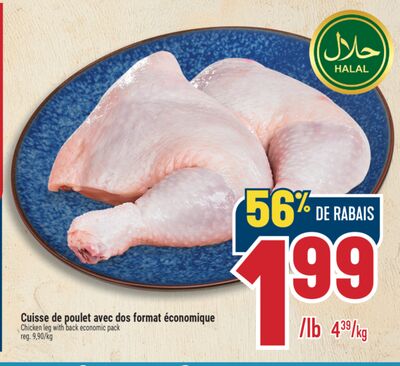 حلال
HALAL
56% DE RABAIS
1 99
/lb 4 39/kg
Cuisse de poulet avec dos format économique
Chicken leg with back economic pack
reg. 9,90/kg